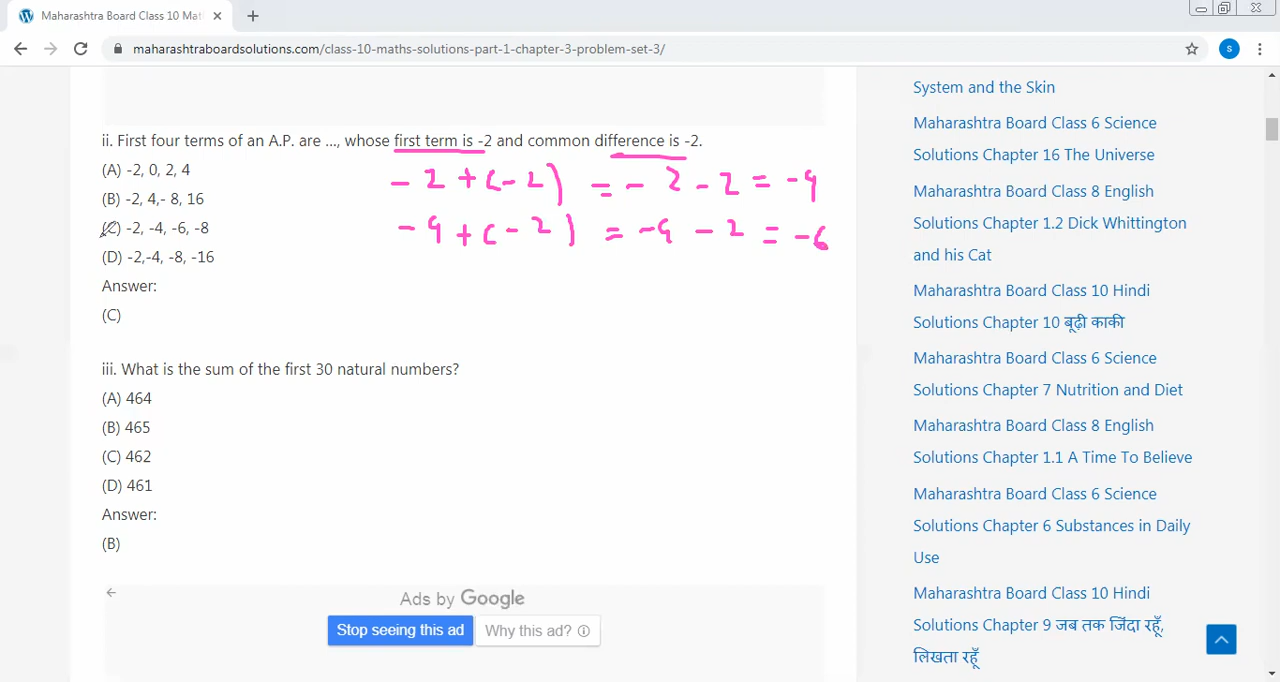 Maharashtra Board Class 10 Mat
maharashtraboardsolutions.com/class-10-maths-solutions-part-1-chapter-3-problem-set-3/
S
ii. First four terms of an A.P. are …, whose first term is -2 and common difference is -2.
(A) -2, 0, 2, 4
(B) -2, 4,- 8, 16
(C) -2, -4, -6, -8
(D) -2,-4, -8, -16
Answer:
(C)
- 2 + (- 2) = - 2 - 2 = -4
- 4 + (- 2) = -4 - 2 = -6
iii. What is the sum of the first 30 natural numbers?
(A) 464
(B) 465
(C) 462
(D) 461
Answer:
(B)
Ads by Google
Stop seeing this ad
Why this ad?
System and the Skin
Maharashtra Board Class 6 Science
Solutions Chapter 16 The Universe
Maharashtra Board Class 8 English
Solutions Chapter 1.2 Dick Whittington
and his Cat
Maharashtra Board Class 10 Hindi
Solutions Chapter 10 बूढ़ी काकी
Maharashtra Board Class 6 Science
Solutions Chapter 7 Nutrition and Diet
Maharashtra Board Class 8 English
Solutions Chapter 1.1 A Time To Believe
Maharashtra Board Class 6 Science
Solutions Chapter 6 Substances in Daily
Use
Maharashtra Board Class 10 Hindi
Solutions Chapter 9 जब तक जिंदा रहूँ,
लिखता रहूँ